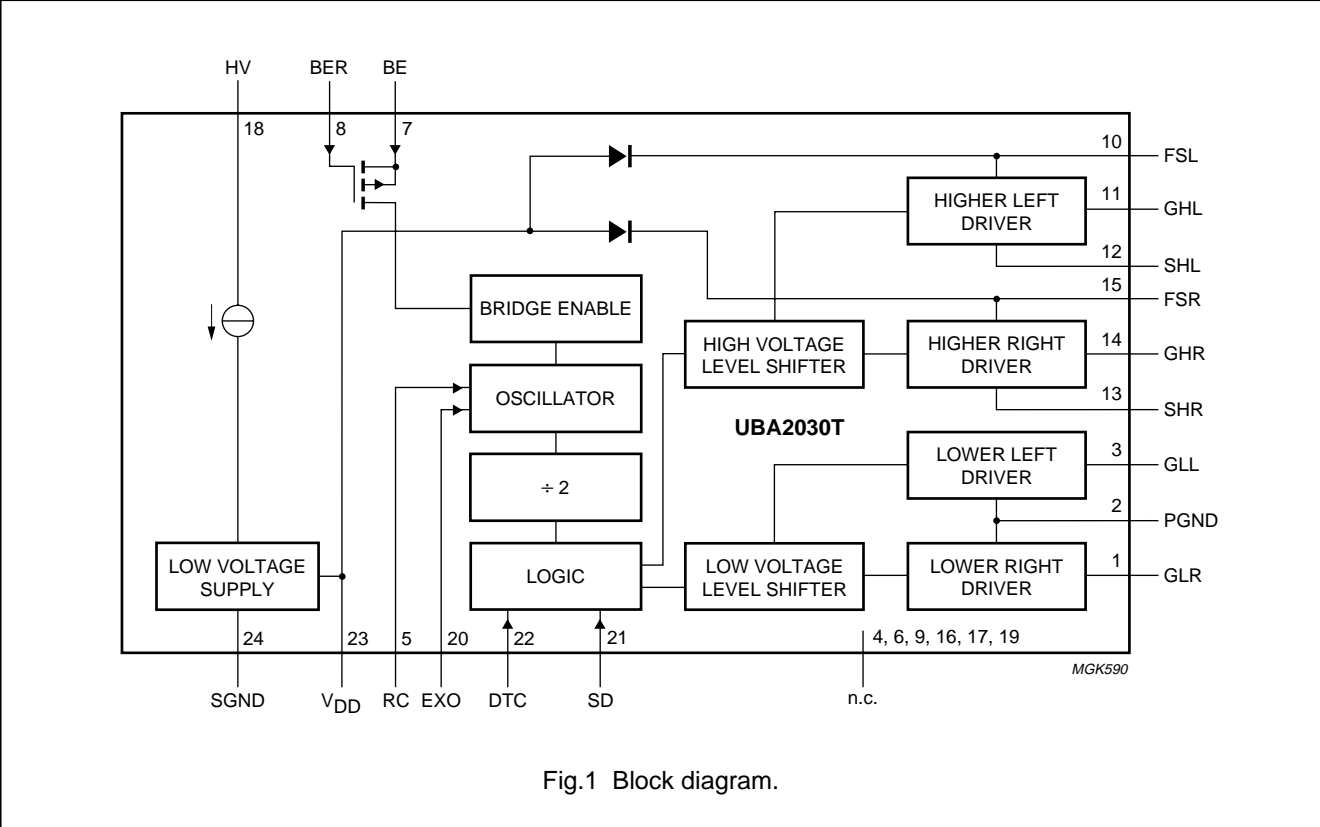 HV BER BE
18 8 7
10 FSL
HIGHER LEFT
DRIVER
11 GHL
12 SHL
15 FSR
BRIDGE ENABLE
HIGH VOLTAGE
LEVEL SHIFTER
HIGHER RIGHT
DRIVER
14 GHR
13 SHR
OSCILLATOR
UBA2030T
LOWER LEFT
DRIVER
3 GLL
÷ 2
2 PGND
LOW VOLTAGE
SUPPLY
LOGIC
LOW VOLTAGE
LEVEL SHIFTER
LOWER RIGHT
DRIVER
1 GLR
24 23 5 20 22 21 4, 6, 9, 16, 17, 19
MGK590
SGND VDD RC EXO DTC SD n.c.
Fig.1 Block diagram.